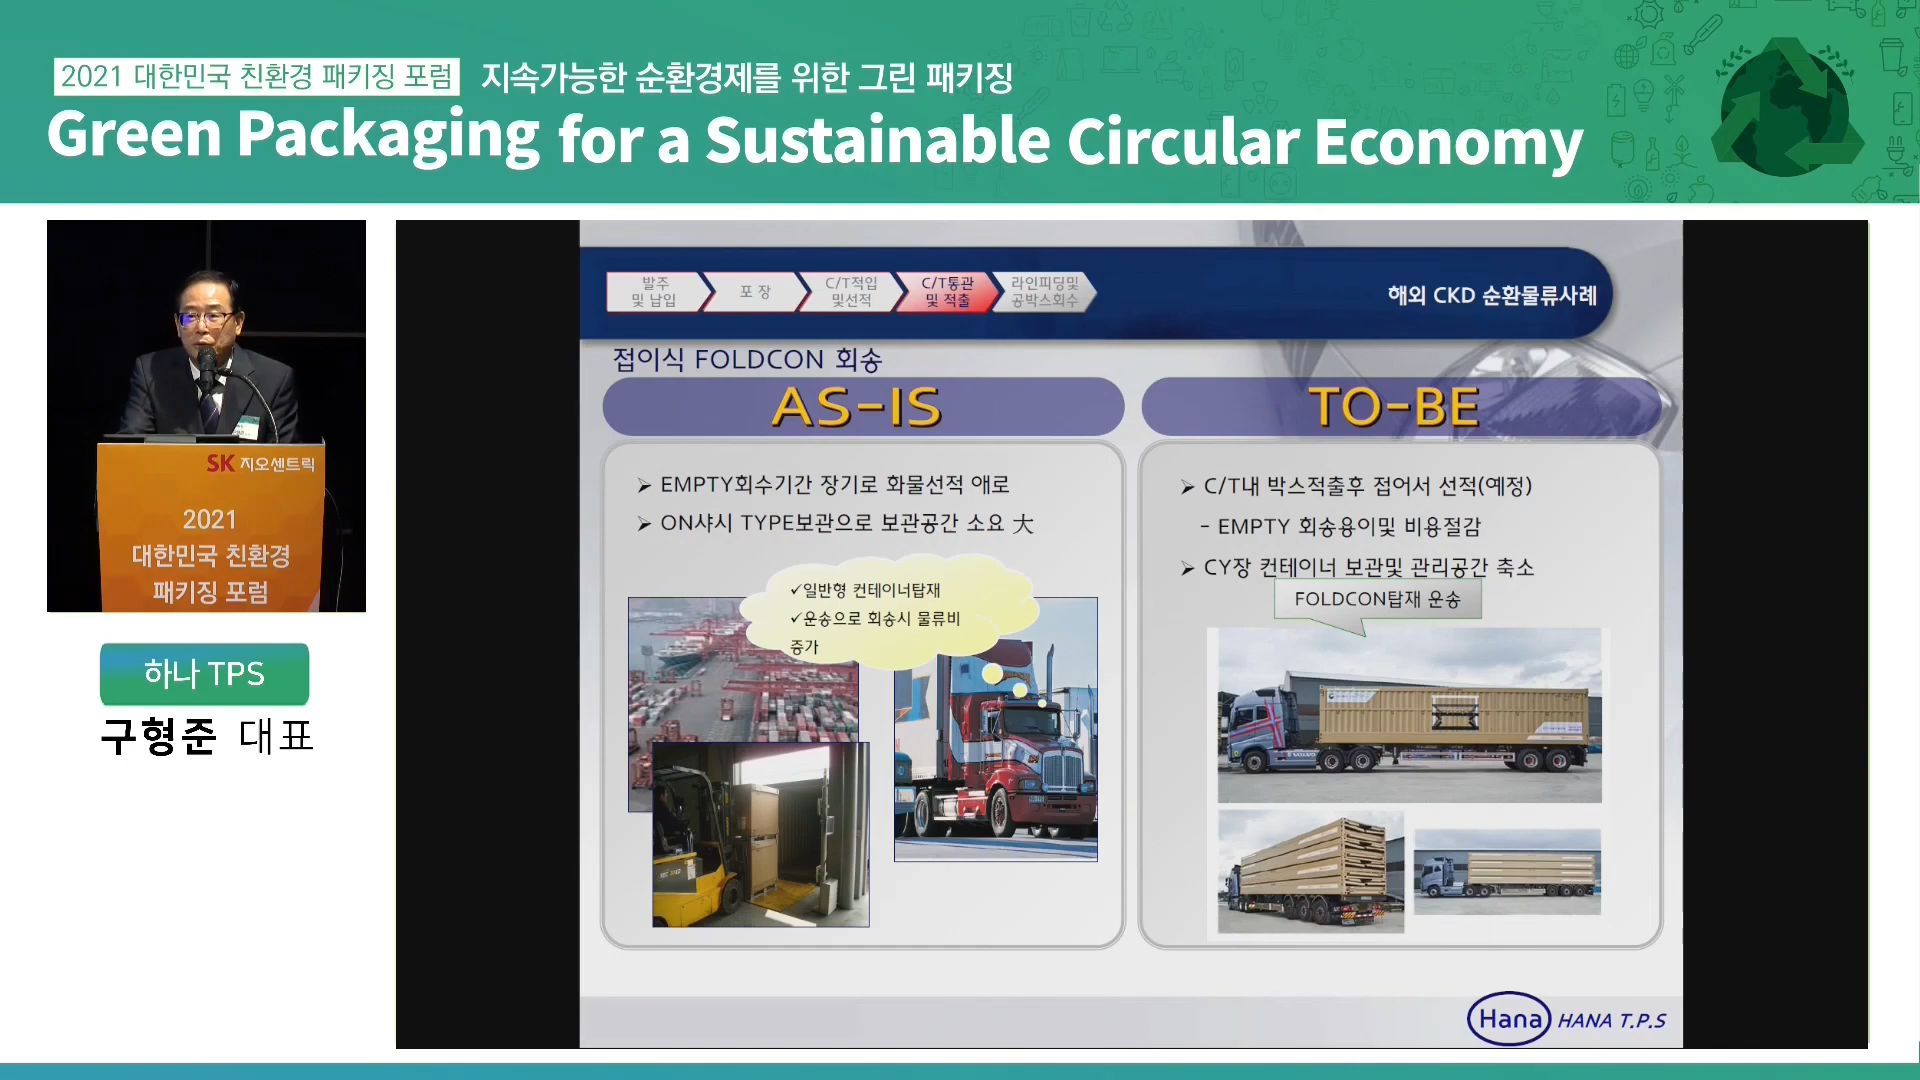 2021 대한민국 친환경 패키징 포럼 지속가능한 순환경제를 위한 그린 패키징
Green Packaging for a Sustainable Circular Economy
SK 지오센트릭
2021
대한민국 친환경
패키징 포럼
하나 TPS
구형준 대표
발주
및 납입
포 장
C/T적입
및선적
C/T통관
및 적출
라인피딩및
공박스회수
해외 CKD 순환물류사례
접이식 FOLDCON 회송
AS-IS
➢ EMPTY회수기간 장기로 화물선적 애로
➢ ON샤시 TYPE보관으로 보관공간 소요 大
✓일반형 컨테이너탑재
✓운송으로 회송시 물류비
증가
TO-BE
➢ C/T내 박스적출후 접어서 선적(예정)
- EMPTY 회송용이및 비용절감
➢ CY장 컨테이너 보관및 관리공간 축소
FOLDCON탑재 운송
VOLVO
Hana HANA T.P.S